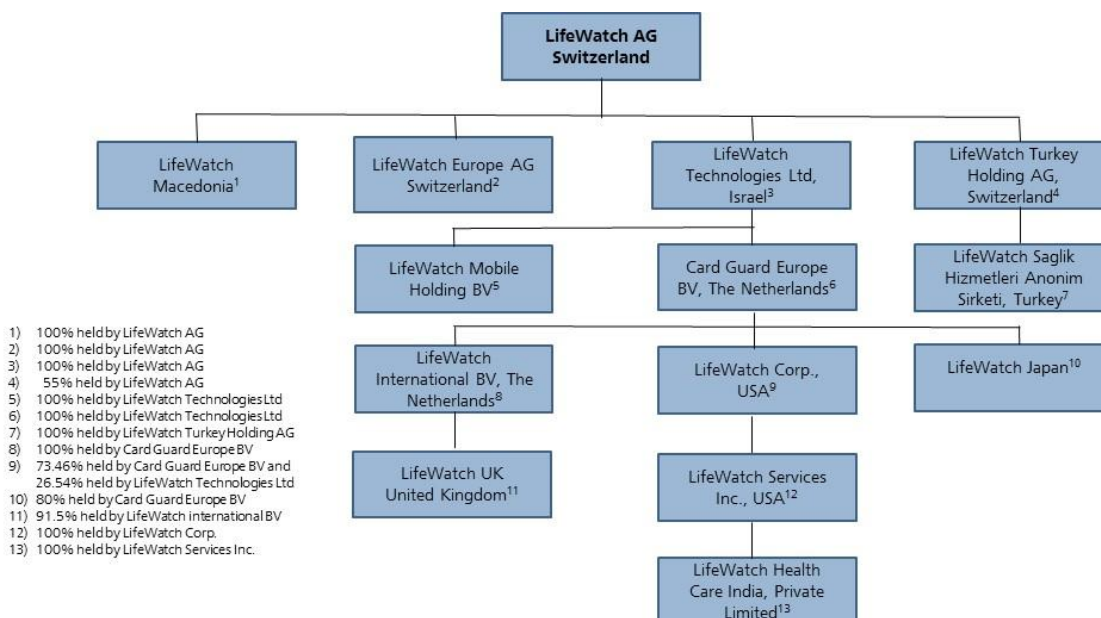 LifeWatch AG
Switzerland
LifeWatch
Macedonia¹
LifeWatch Europe AG
Switzerland²
LifeWatch
Technologies Ltd,
Israel³
LifeWatch Turkey
Holding AG,
Switzerland⁴
LifeWatch Mobile
Holding BV⁵
Card Guard Europe
BV, The Netherlands⁶
LifeWatch Saglik
Hizmetleri Anonim
Sirketi, Turkey⁷
LifeWatch
International BV, The
Netherlands⁸
LifeWatch Corp.,
USA⁹
LifeWatch Japan¹⁰
LifeWatch UK
United Kingdom¹¹
LifeWatch Services
Inc., USA¹²
LifeWatch Health
Care India, Private
Limited¹³
1) 100% held by LifeWatch AG
2) 100% held by LifeWatch AG
3) 100% held by LifeWatch AG
4) 55% held by LifeWatch AG
5) 100% held by LifeWatch Technologies Ltd
6) 100% held by LifeWatch Technologies Ltd
7) 100% held by LifeWatch Turkey Holding AG
8) 100% held by Card Guard Europe BV
9) 73.46% held by Card Guard Europe BV and
26.54% held by LifeWatch Technologies Ltd
10) 80% held by Card Guard Europe BV
11) 91.5% held by LifeWatch international BV
12) 100% held by LifeWatch Corp.
13) 100% held by LifeWatch Services Inc.